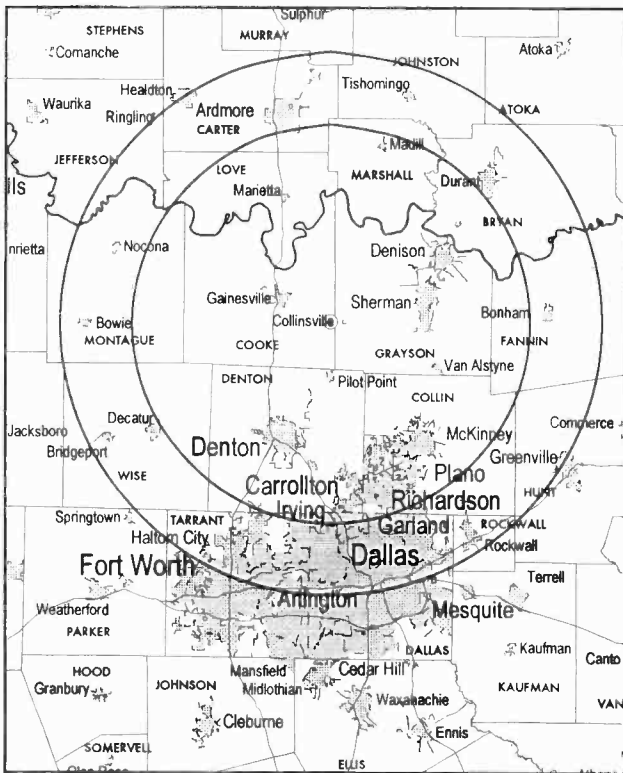 Sulphur
STEPHENS
MURRAY
Atoka
Comanche
JOHNSTON
Healdton
Tishomingo
Waurika
Ringling
Ardmore
ATOKA
CARTER
Madill
JEFFERSON
LOVE
MARSHALL
Durant
ils
Marietta
BRYAN
nrietta
Nocona
Denison
Gainesville
Sherman
Bowie
Collinsville
Bonham
MONTAGUE
COOKE
FANNIN
GRAYSON
Van Alstyne
DENTON
Pilot Point
COLLIN
Decatur
Commerce
Jacksboro
Denton
McKinney
Bridgeport
Greenville
Plano
WISE
Carrollton
HUNT
Richardson
Irving
Springtown
TARRANT
Garland
ROCKWALL
Haltom City
Rockwall
Fort Worth
Dallas
Terrell
Arlington
Weatherford
Mesquite
PARKER
DALLAS
Kaufman
HOOD
Mansfield
Cedar Hill
Canto
Granbury
JOHNSON
Midlothian
KAUFMAN
Waxahachie
VAN
Cleburne
Ennis
SOMERVELL
ELLIS